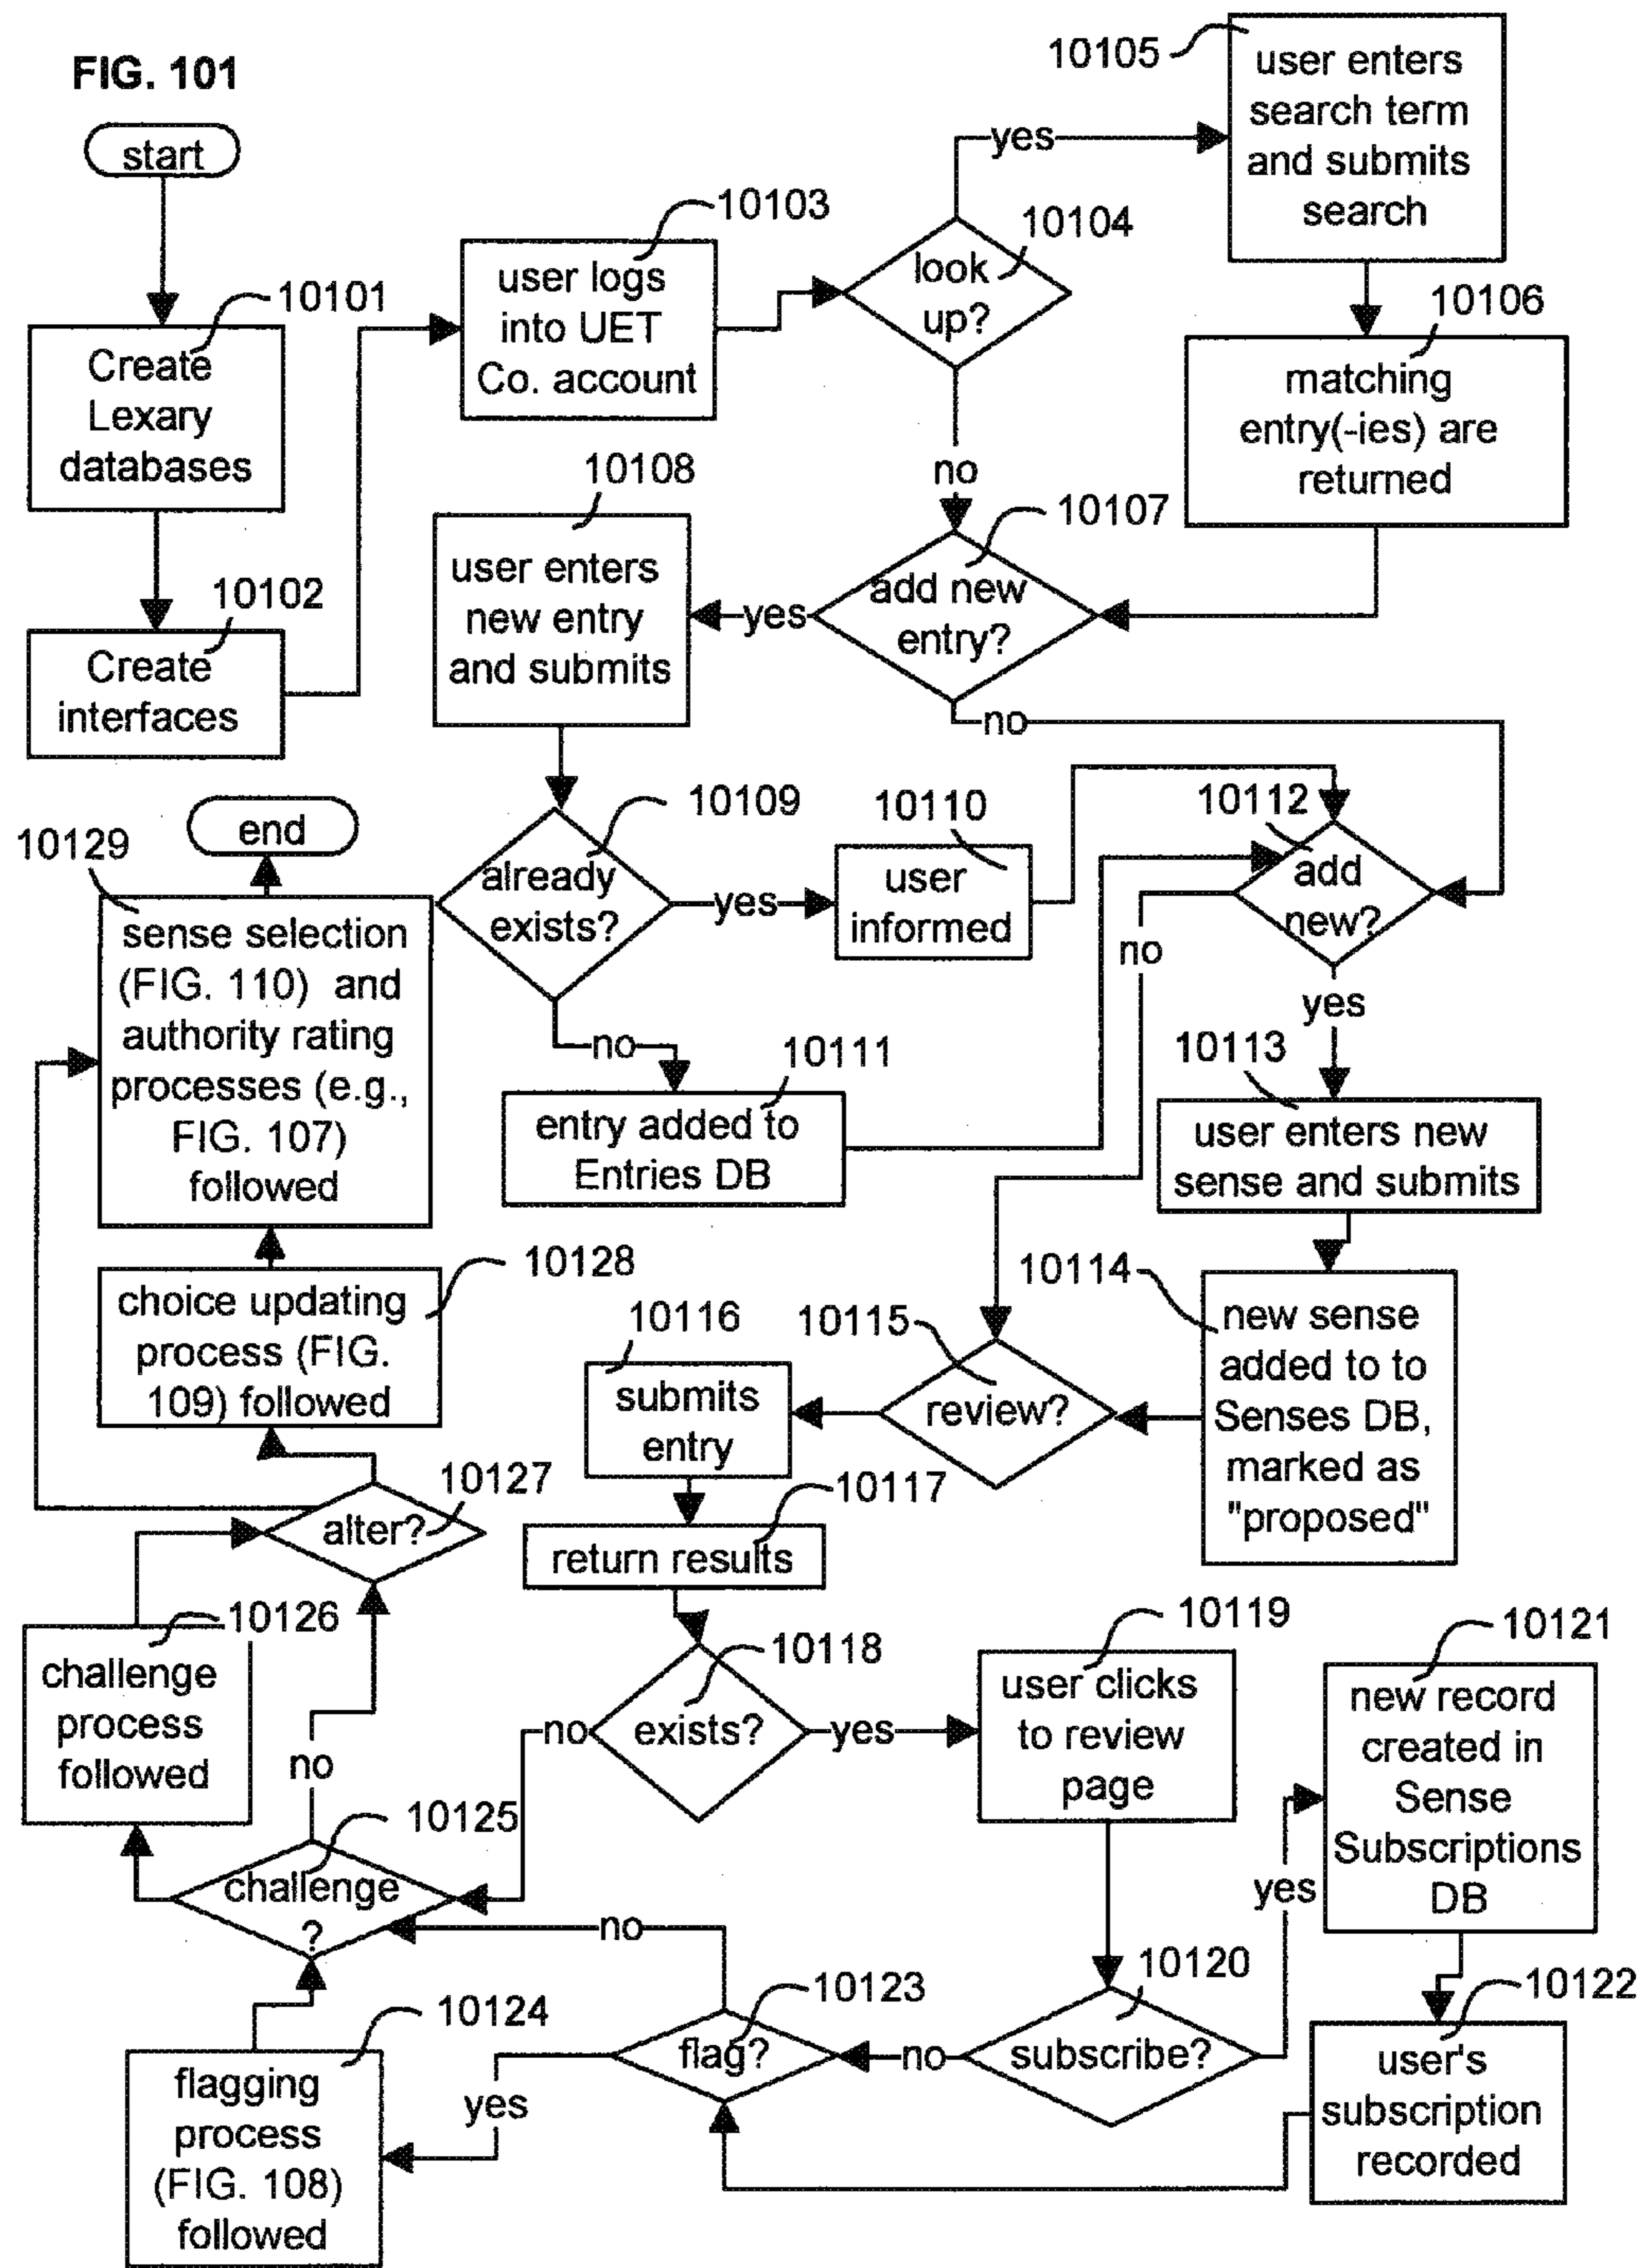 FIG. 101
start
10101
Create
Lexary
databases
10102
Create
interfaces
10103
user logs
into UET
Co. account
10104
look
up?
yes
no
10105
user enters
search term
and submits
search
10106
matching
entry(-ies) are
returned
10107
add new
entry?
yes
no
10108
user enters
new entry
and submits
10109
already
exists?
yes
no
10110
user
informed
10111
entry added to
Entries DB
10112
add
new?
no
yes
10113
user enters new
sense and submits
10114
new sense
added to to
Senses DB,
marked as
"proposed"
10115
review?
10116
submits
entry
10117
return results
10118
exists?
no
yes
10119
user clicks
to review
page
10120
subscribe?
yes
no
10121
new record
created in
Sense
Subscriptions
DB
10122
user's
subscription
recorded
10123
flag?
no
yes
10124
flagging
process
(FIG. 108)
followed
10125
challenge
?
no
10126
challenge
process
followed
10127
alter?
10128
choice updating
process (FIG.
109) followed
10129
sense selection
(FIG. 110) and
authority rating
processes (e.g.,
FIG. 107)
followed
end